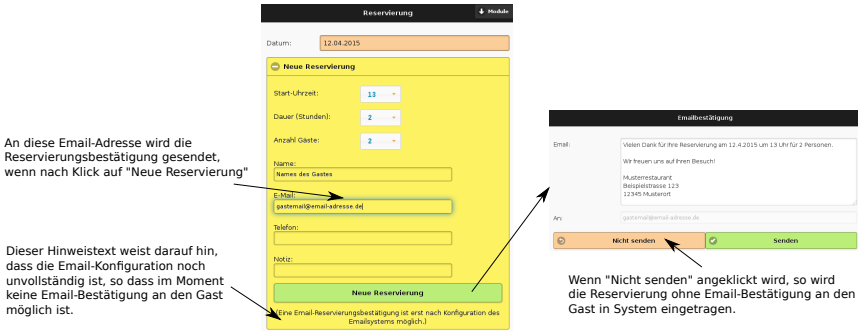 Reservierung
Module
Datum:
12.04.2015
Neue Reservierung
Start-Uhrzeit:
13
Dauer (Stunden):
2
Anzahl Gäste:
2
Name:
Names des Gastes
E-Mail:
gastemail@email-adresse.de
Telefon:
Notiz:
Neue Reservierung
(Eine Email-Reservierungsbestätigung ist erst nach Konfiguration des
Emailsystems möglich.)
An diese Email-Adresse wird die
Reservierungsbestätigung gesendet,
wenn nach Klick auf "Neue Reservierung"
Dieser Hinweistext weist darauf hin,
dass die Email-Konfiguration noch
unvollständig ist, so dass im Moment
keine Email-Bestätigung an den Gast
möglich ist.
Emailbestätigung
Email:
Vielen Dank für Ihre Reservierung am 12.4.2015 um 13 Uhr für 2 Personen.
Wir freuen uns auf Ihren Besuch!
Musterrestaurant
Beispielstrasse 123
12345 Musterort
An:
gastemail@email-adresse.de
Nicht senden
Senden
Wenn "Nicht senden" angeklickt wird, so wird
die Reservierung ohne Email-Bestätigung an den
Gast in System eingetragen.